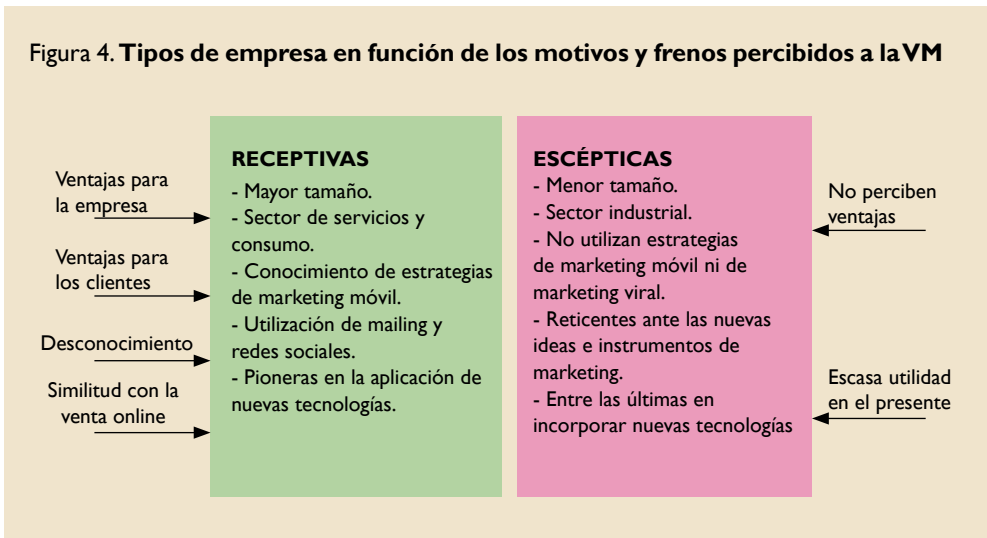 Figura 4. Tipos de empresa en función de los motivos y frenos percibidos a la VM
Ventajas para
la empresa
Ventajas para
los clientes
Desconocimiento
Similitud con la
venta online
RECEPTIVAS
- Mayor tamaño.
- Sector de servicios y
consumo.
- Conocimiento de estrategias
de marketing móvil.
- Utilización de mailing y
redes sociales.
- Pioneras en la aplicación de
nuevas tecnologías.
ESCÉPTICAS
- Menor tamaño.
- Sector industrial.
- No utilizan estrategias
de marketing móvil ni de
marketing viral.
- Reticentes ante las nuevas
ideas e instrumentos de
marketing.
- Entre las últimas en
incorporar nuevas tecnologías
No perciben
ventajas
Escasa utilidad
en el presente